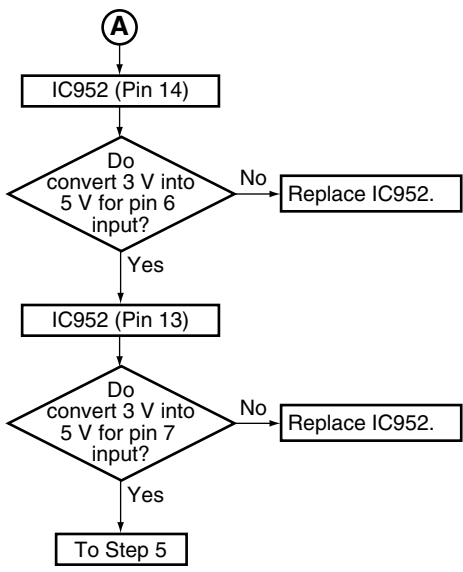 A
IC952 (Pin 14)
Do
convert 3 V into
5 V for pin 6
input?
No
Replace IC952.
Yes
IC952 (Pin 13)
Do
convert 3 V into
5 V for pin 7
input?
No
Replace IC952.
Yes
To Step 5